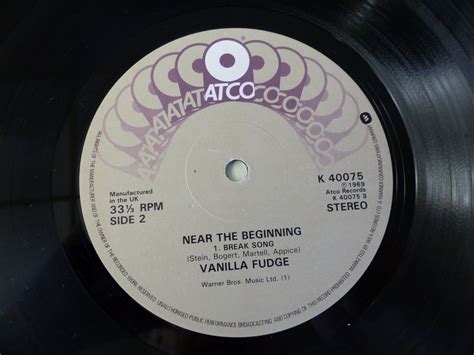 ATCO
Manufactured
in the UK
33⅓ RPM
SIDE 2
K 40075
℗ 1969
Atco Records
K 40075 B
STEREO
NEAR THE BEGINNING
1. BREAK SONG
(Stein, Bogert, Martell, Appice)
VANILLA FUDGE
Warner Bros. Music Ltd. (1)